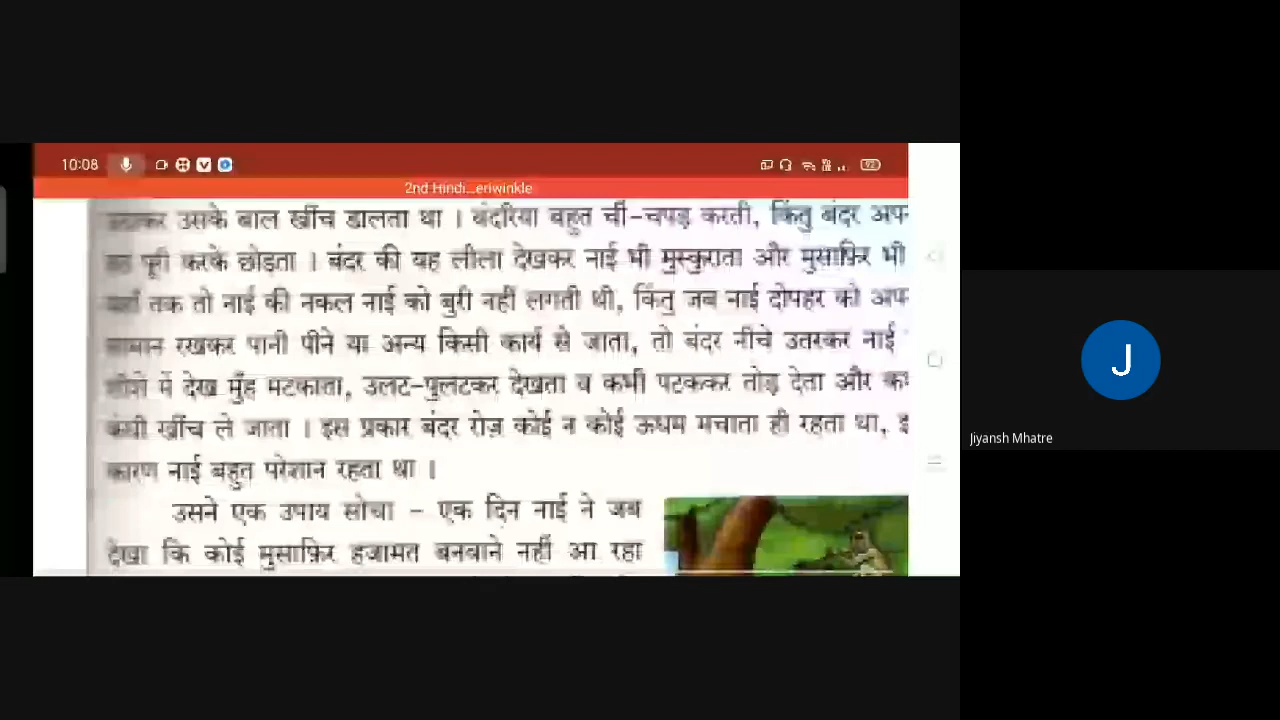 10:08
2nd Hindi...eriwinkle
उसके बाल खींच डालता था । बंदरिया बहुत चीं-चपड़ करती, किंतु बंदर अपन
पूरी करके छोड़ता । बंदर की यह लीला देखकर नाई भी मुस्कुराता और मुसाफ़िर भी
तक तो नाई की नकल नाई को बुरी नहीं लगती थी, किंतु जब नाई दोपहर को अप
सामान रखकर पानी पीने या अन्य किसी कार्य से जाता, तो बंदर नीचे उतरकर नाई
शीशे में देख मुँह मटकाता, उलट-पुलटकर देखता व कभी पटककर तोड़ देता और
खींच ले जाता । इस प्रकार बंदर रोज़ कोई न कोई ऊधम मचाता ही रहता था, इ
कारण नाई बहुत परेशान रहता था ।
उसने एक उपाय सोचा – एक दिन नाई ने जब
देखा कि कोई मुसाफ़िर हजामत बनवाने नहीं आ रहा
J
Jiyansh Mhatre